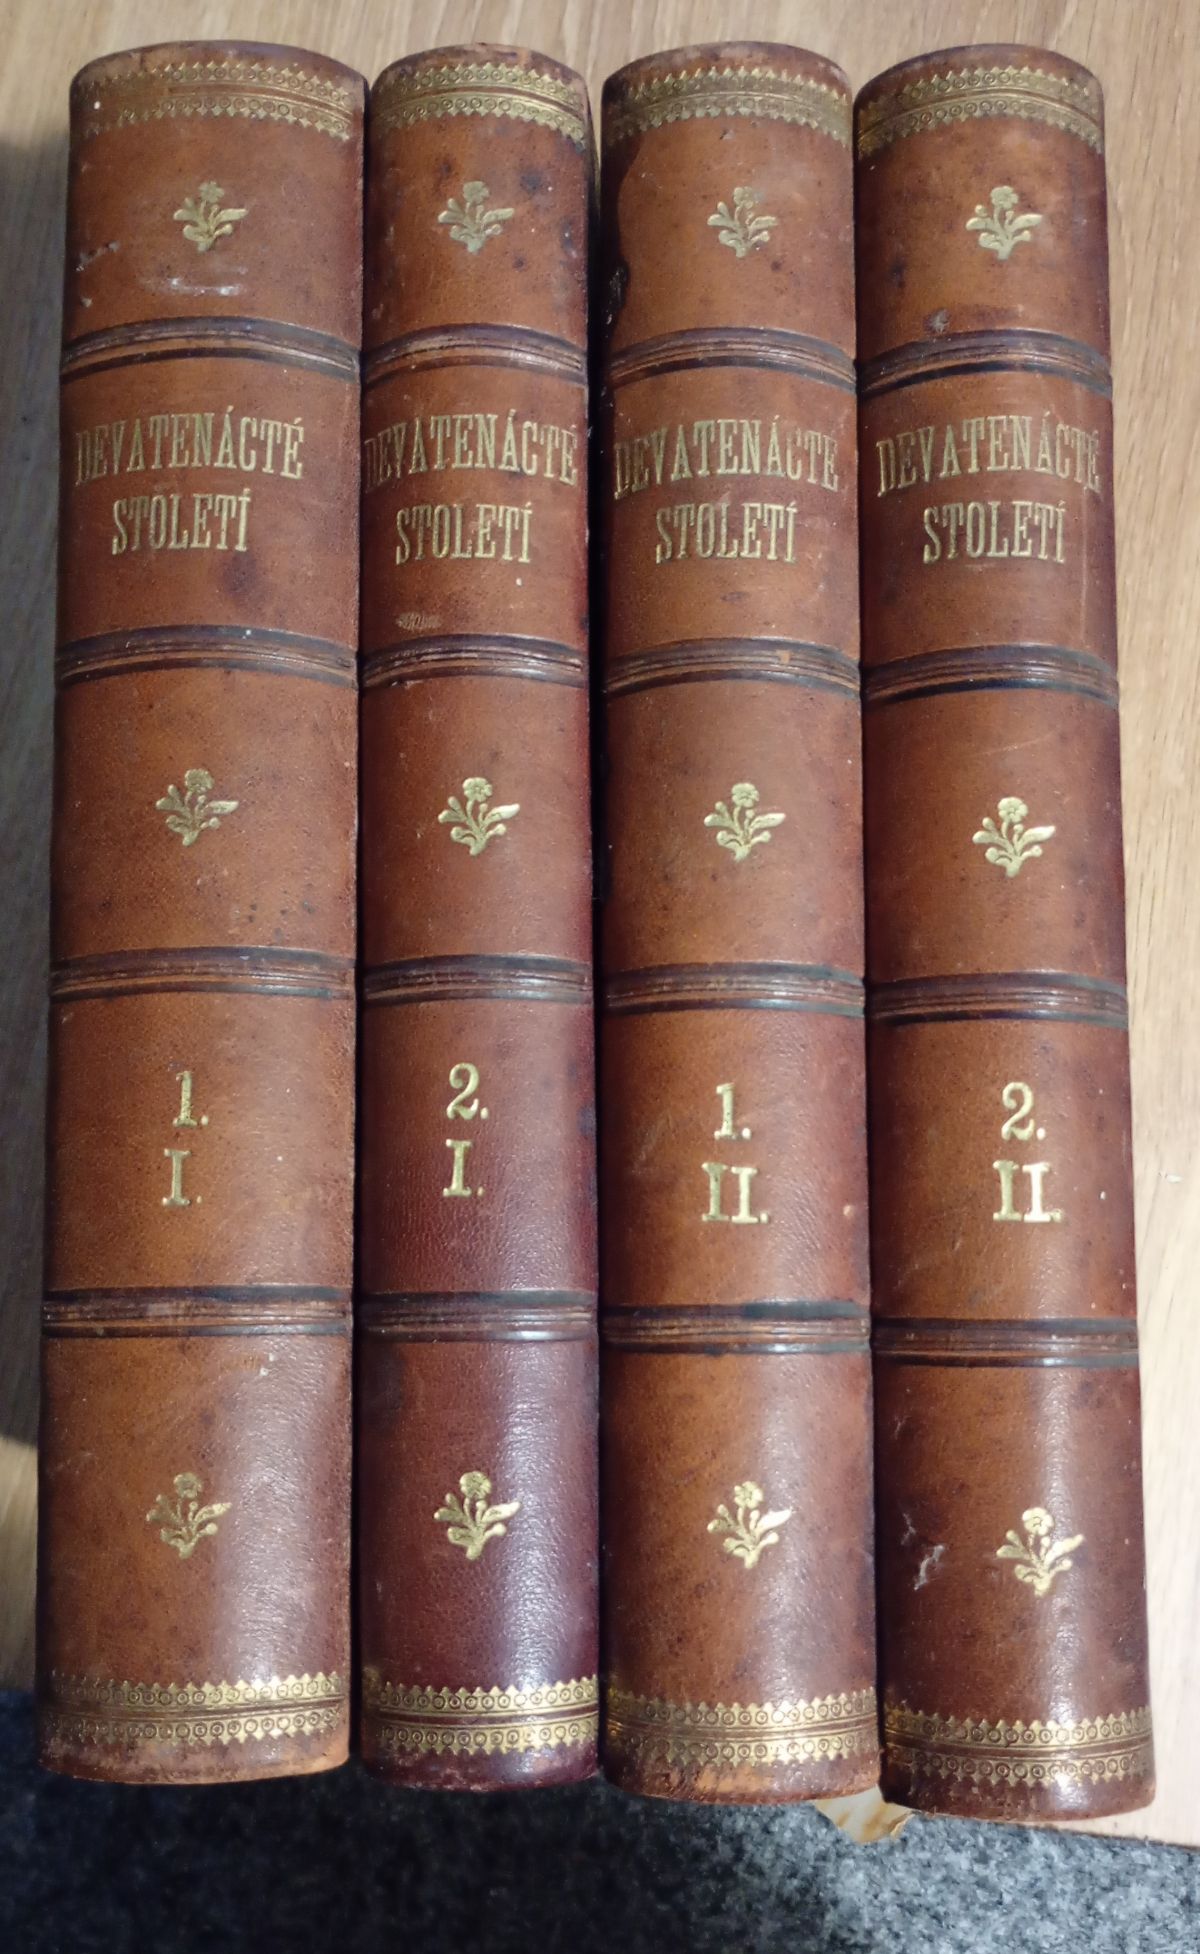 DEVATENÁCTÉ
STOLETÍ
1.
I.
DEVATENÁCTÉ
STOLETÍ
2.
I.
DEVATENÁCTÉ
STOLETÍ
1.
II.
DEVATENÁCTÉ
STOLETÍ
2.
II.